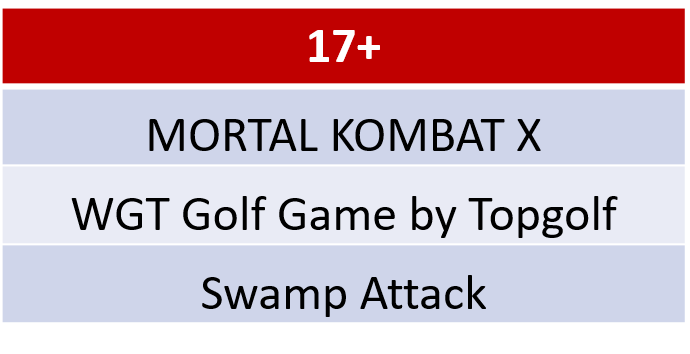 17+
MORTAL KOMBAT X
WGT Golf Game by Topgolf
Swamp Attack